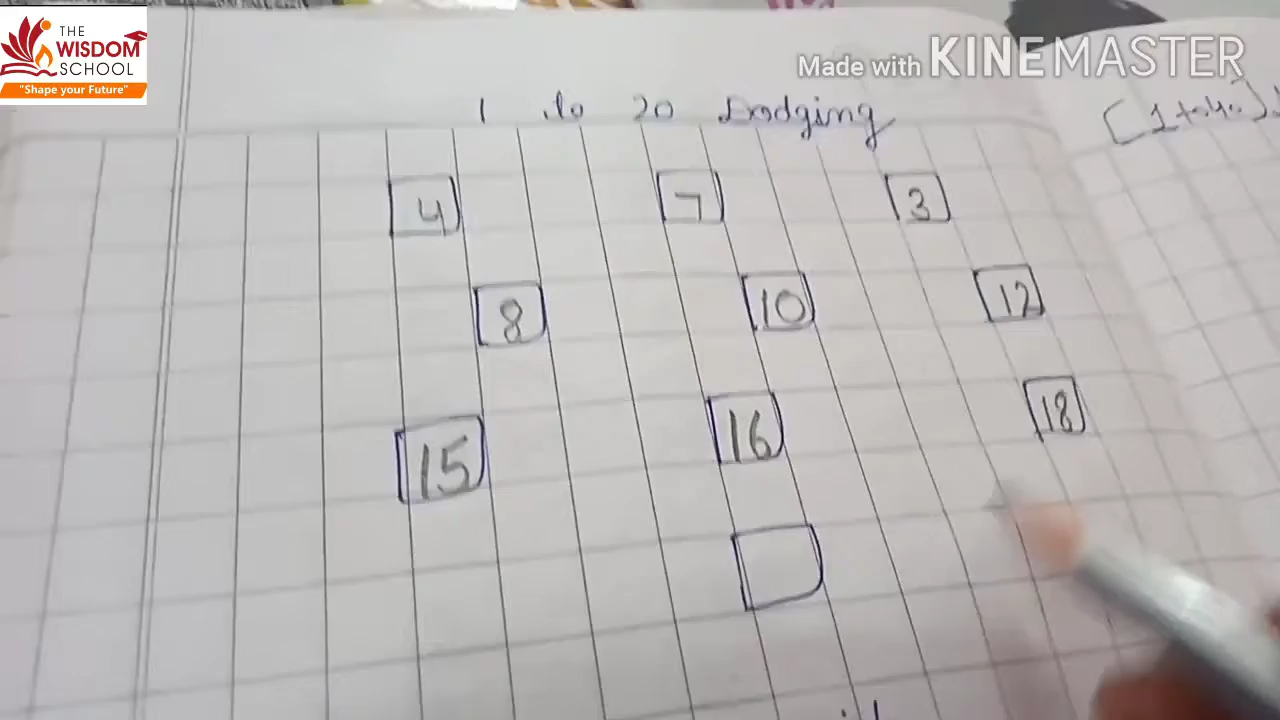 THE
WISDOM
SCHOOL
"Shape your Future"
Made with KINEMASTER
1 to 20 Dodging
4 7 3
8 10 12
15 16 18